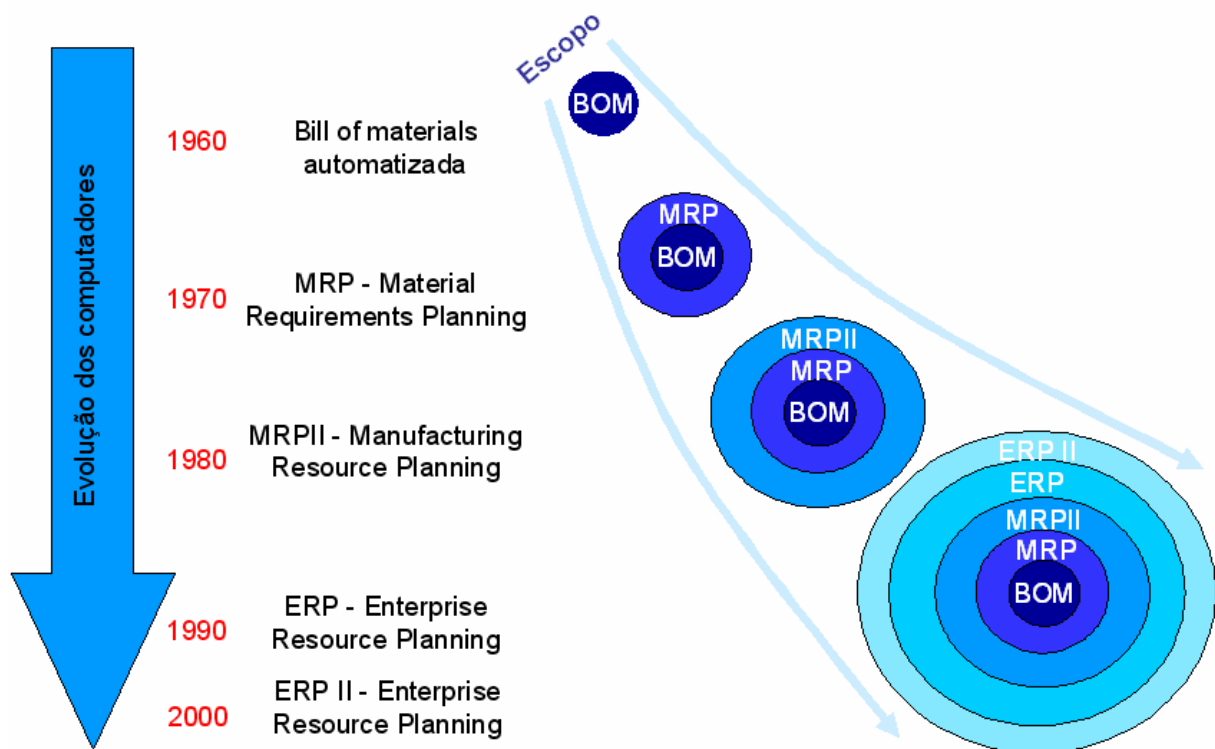 Evolução dos computadores
1960
Bill of materials
automatizada
1970
MRP - Material
Requirements Planning
1980
MRPII - Manufacturing
Resource Planning
1990
ERP - Enterprise
Resource Planning
2000
ERP II - Enterprise
Resource Planning
Escopo
BOM
MRP
BOM
MRPII
MRP
BOM
ERP II
ERP
MRPII
MRP
BOM